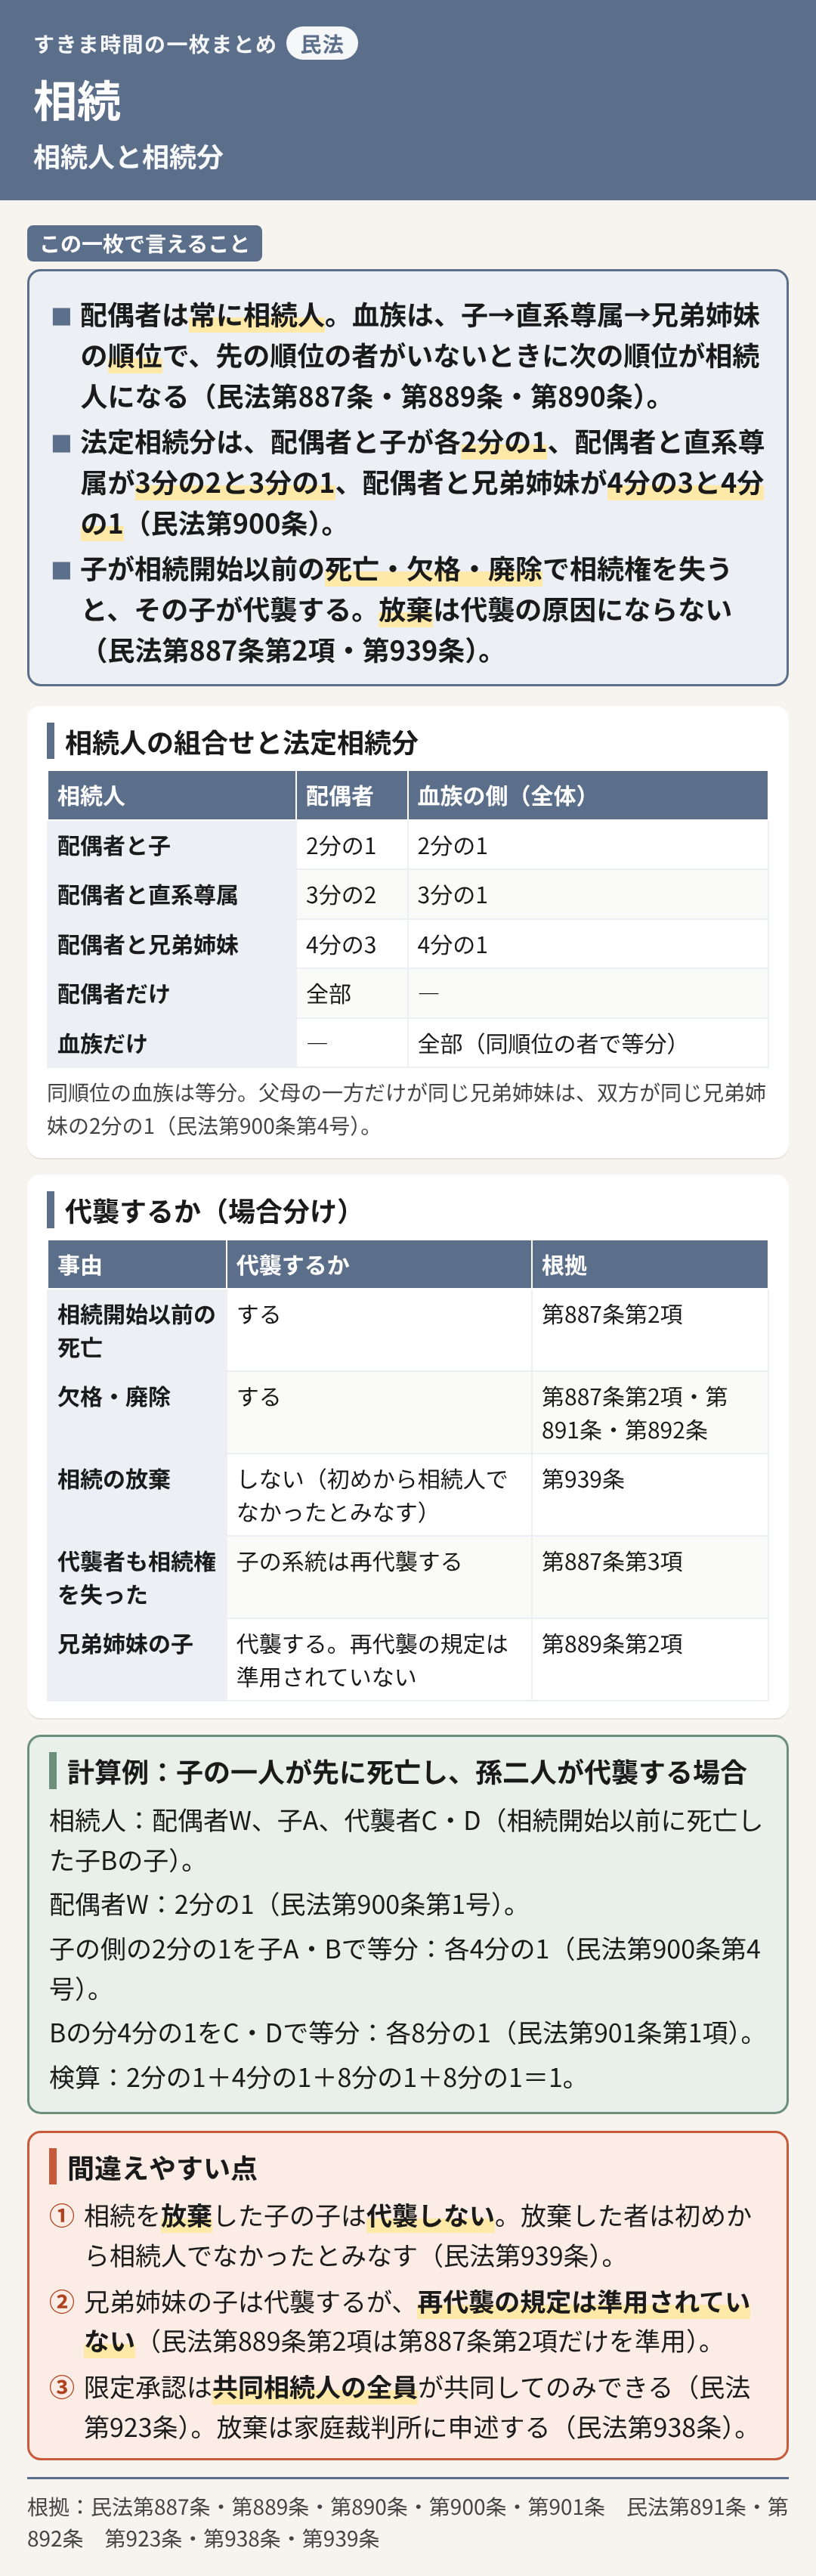 すきま時間の一枚まとめ 民法
相続
相続人と相続分
この一枚で言えること
■ 配偶者は常に相続人。血族は、子→直系尊属→兄弟姉妹
の順位で、先の順位の者がいないときに次の順位が相続
人になる（民法第887条・第889条・第890条）。
■ 法定相続分は、配偶者と子が各2分の1、配偶者と直系尊
属が3分の2と3分の1、配偶者と兄弟姉妹が4分の3と4分
の1（民法第900条）。
■ 子が相続開始以前の死亡・欠格・廃除で相続権を失う
と、その子が代襲する。放棄は代襲の原因にならない
（民法第887条第2項・第939条）。
相続人の組合せと法定相続分
相続人 配偶者 血族の側（全体）
配偶者と子 2分の1 2分の1
配偶者と直系尊属 3分の2 3分の1
配偶者と兄弟姉妹 4分の3 4分の1
配偶者だけ 全部 —
血族だけ — 全部（同順位の者で等分）
同順位の血族は等分。父母の一方だけが同じ兄弟姉妹は、双方が同じ兄弟姉
妹の2分の1（民法第900条第4号）。
代襲するか（場合分け）
事由 代襲するか 根拠
相続開始以前の する 第887条第2項
死亡
欠格・廃除 する 第887条第2項・第
891条・第892条
相続の放棄 しない（初めから相続人で 第939条
なかったとみなす）
代襲者も相続権 子の系統は再代襲する 第887条第3項
を失った
兄弟姉妹の子 代襲する。再代襲の規定は 第889条第2項
準用されていない
計算例：子の一人が先に死亡し、孫二人が代襲する場合
相続人：配偶者W、子A、代襲者C・D（相続開始以前に死亡し
た子Bの子）。
配偶者W：2分の1（民法第900条第1号）。
子の側の2分の1を子A・Bで等分：各4分の1（民法第900条第4
号）。
Bの分4分の1をC・Dで等分：各8分の1（民法第901条第1項）。
検算：2分の1＋4分の1＋8分の1＋8分の1＝1。
間違えやすい点
① 相続を放棄した子の子は代襲しない。放棄した者は初めか
ら相続人でなかったとみなす（民法第939条）。
② 兄弟姉妹の子は代襲するが、再代襲の規定は準用されてい
ない（民法第889条第2項は第887条第2項だけを準用）。
③ 限定承認は共同相続人の全員が共同してのみできる（民法
第923条）。放棄は家庭裁判所に申述する（民法第938条）。
根拠：民法第887条・第889条・第890条・第900条・第901条　民法第891条・第
892条　第923条・第938条・第939条